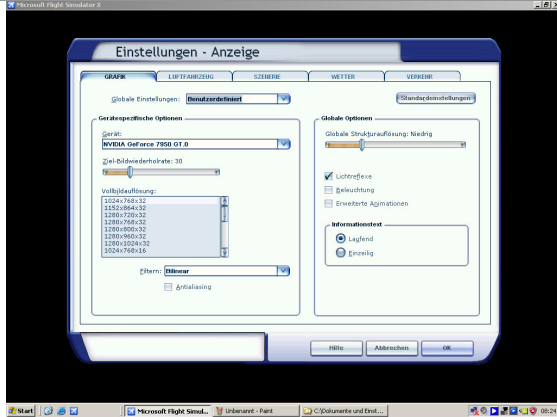 Microsoft Flight Simulator X
Einstellungen - Anzeige
GRAFIK
LUFTFAHRZEUG
SZENERIE
WETTER
VERKEHR
Globale Einstellungen: Benutzerdefiniert
Standardeinstellungen
Gerätespezifische Optionen
Gerät:
NVIDIA GeForce 7950 GT.0
Ziel-Bildwiederholrate: 30
Vollbildauflösung:
1024x768x32
1152x864x32
1280x720x32
1280x768x32
1280x800x32
1280x960x32
1280x1024x32
1024x768x16
Filtern: Bilinear
Antialiasing
Globale Optionen
Globale Strukturauflösung: Niedrig
Lichtreflexe
Beleuchtung
Erweiterte Animationen
Informationstext
Laufend
Einzeilig
Hilfe
Abbrechen
OK
Start
Microsoft Flight Simul...
Unbenannt - Paint
C:\Dokumente und Einst...
08:24